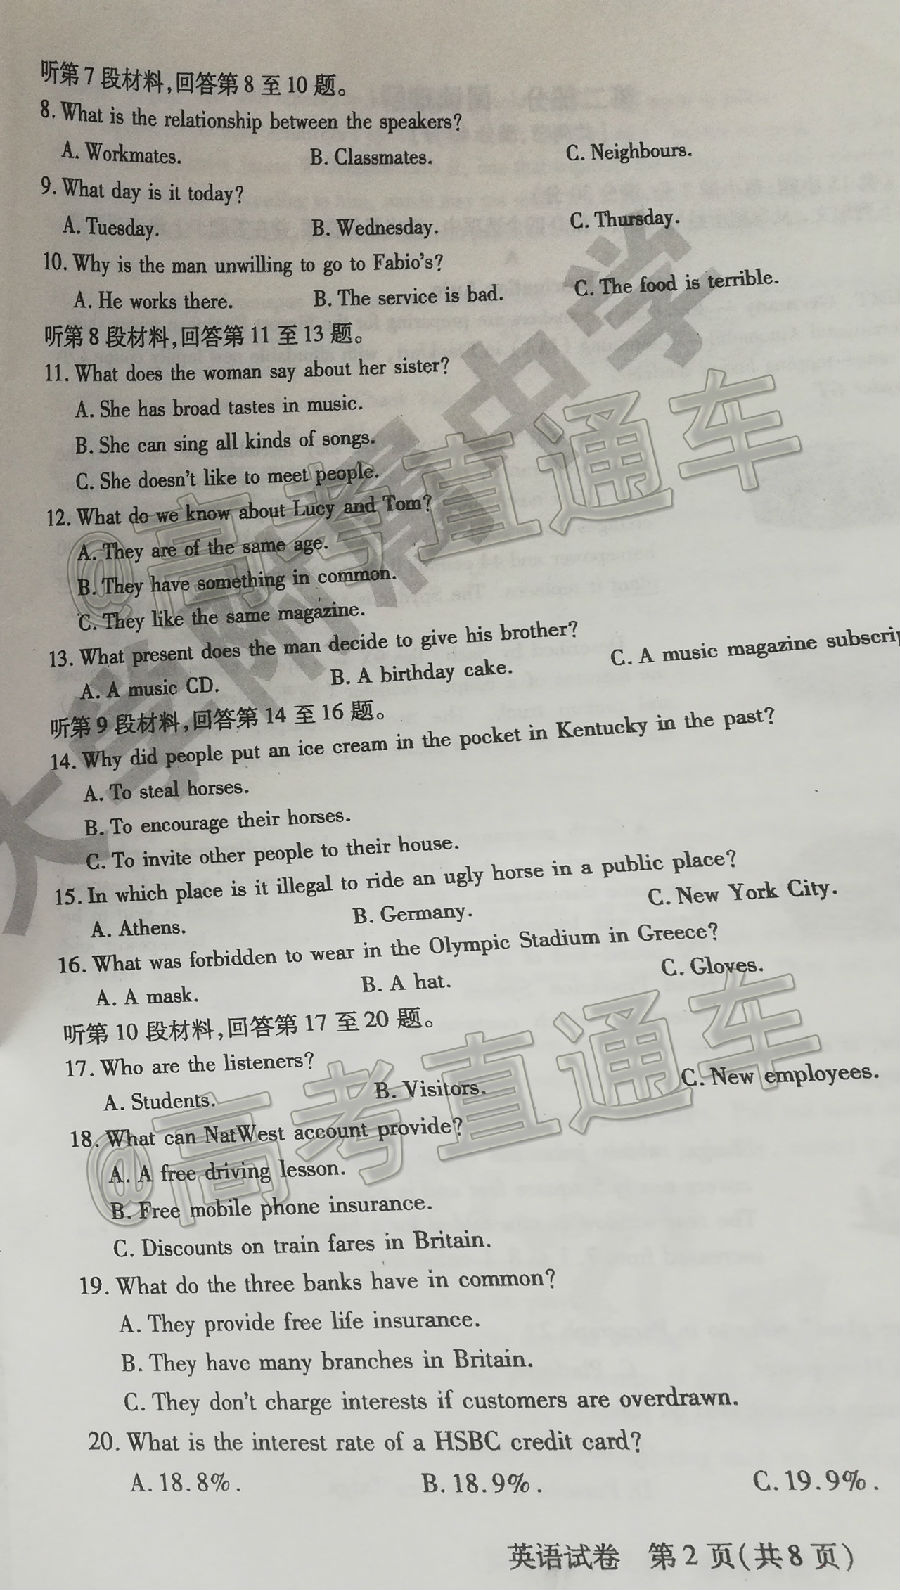 听第7段材料,回答第8至10题。
8. What is the relationship between the speakers?
A. Workmates. B. Classmates. C. Neighbours.
9. What day is it today?
A. Tuesday. B. Wednesday. C. Thursday.
10. Why is the man unwilling to go to Fabio's?
A. He works there. B. The service is bad. C. The food is terrible.
听第8段材料,回答第11至13题。
11. What does the woman say about her sister?
A. She has broad tastes in music.
B. She can sing all kinds of songs.
C. She doesn't like to meet people.
12. What do we know about Lucy and Tom?
A. They are of the same age.
B. They have something in common.
C. They like the same magazine.
13. What present does the man decide to give his brother?
A. A music CD. B. A birthday cake. C. A music magazine subscrip
听第9段材料,回答第14至16题。
14. Why did people put an ice cream in the pocket in Kentucky in the past?
A. To steal horses.
B. To encourage their horses.
C. To invite other people to their house.
15. In which place is it illegal to ride an ugly horse in a public place?
A. Athens. B. Germany. C. New York City.
16. What was forbidden to wear in the Olympic Stadium in Greece?
A. A mask. B. A hat. C. Gloves.
听第10段材料,回答第17至20题。
17. Who are the listeners?
A. Students. B. Visitors. C. New employees.
18. What can NatWest account provide?
A. A free driving lesson.
B. Free mobile phone insurance.
C. Discounts on train fares in Britain.
19. What do the three banks have in common?
A. They provide free life insurance.
B. They have many branches in Britain.
C. They don't charge interests if customers are overdrawn.
20. What is the interest rate of a HSBC credit card?
A. 18.8%. B. 18.9%. C. 19.9%.
英语试卷 第2页(共8页)
@高考直通车
@高考直通车